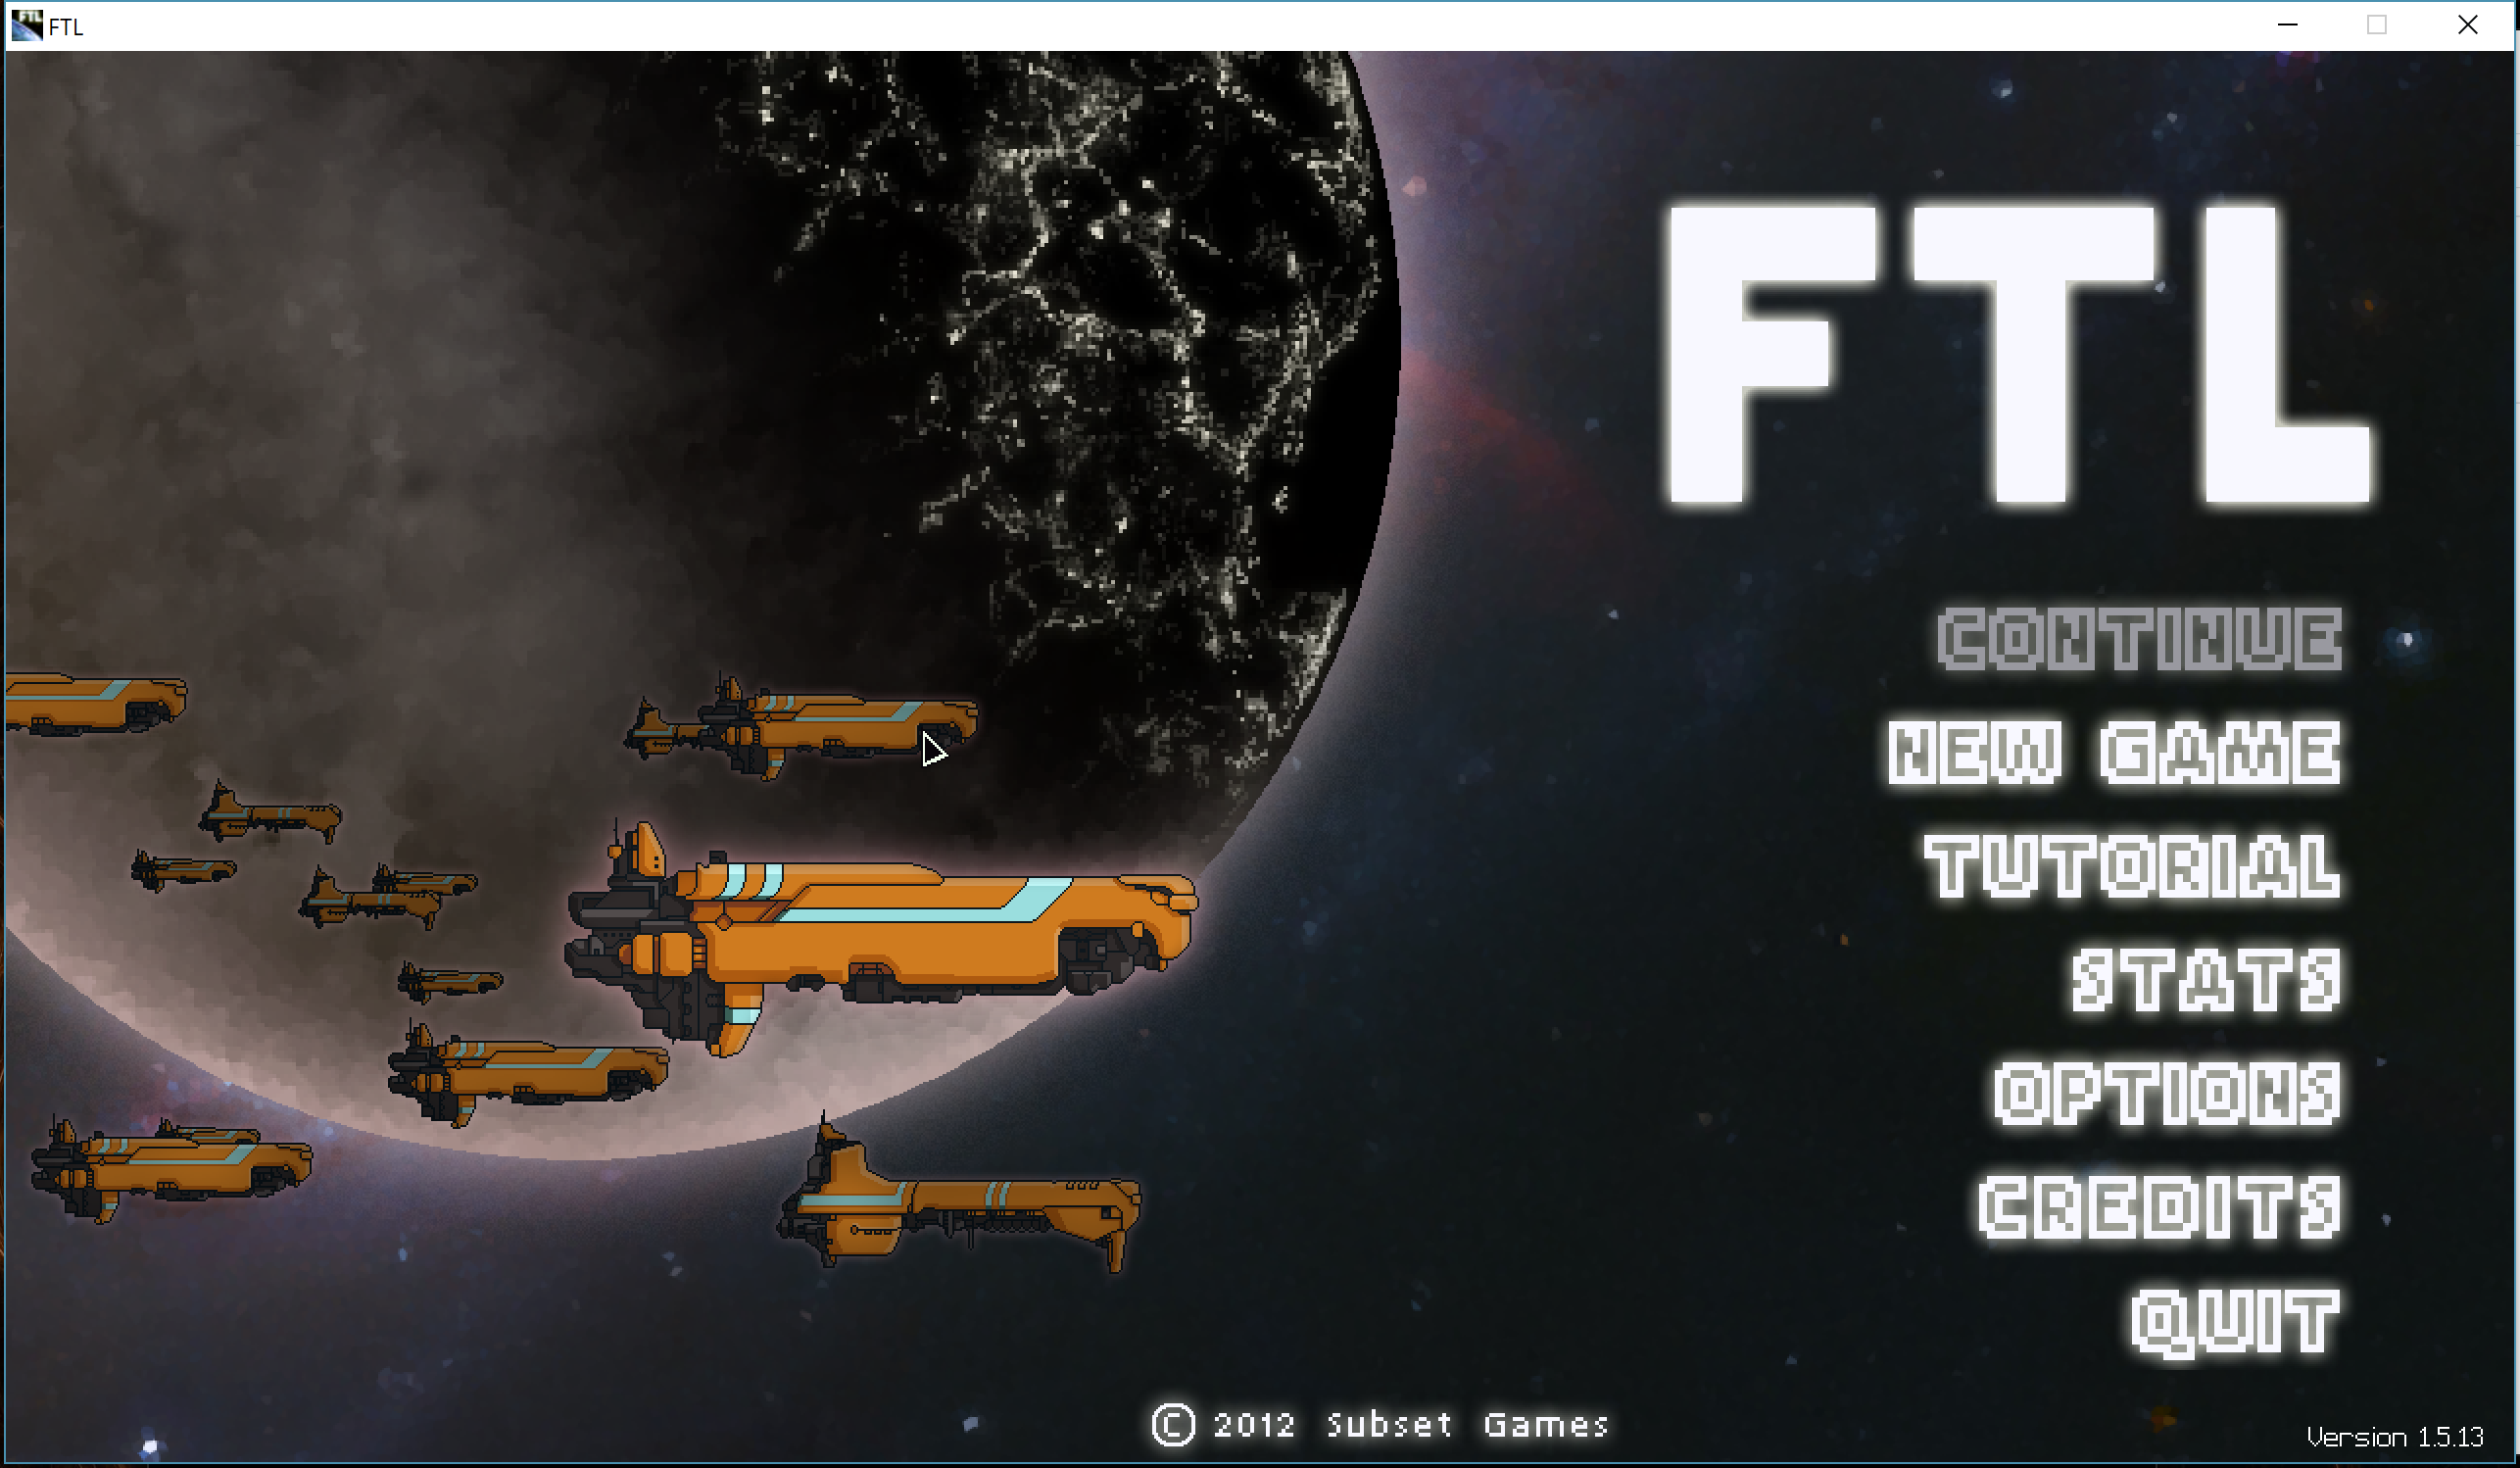 FTL
FTL
CONTINUE
NEW GAME
TUTORIAL
STATS
OPTIONS
CREDITS
QUIT
© 2012 Subset Games
Version 1.5.13